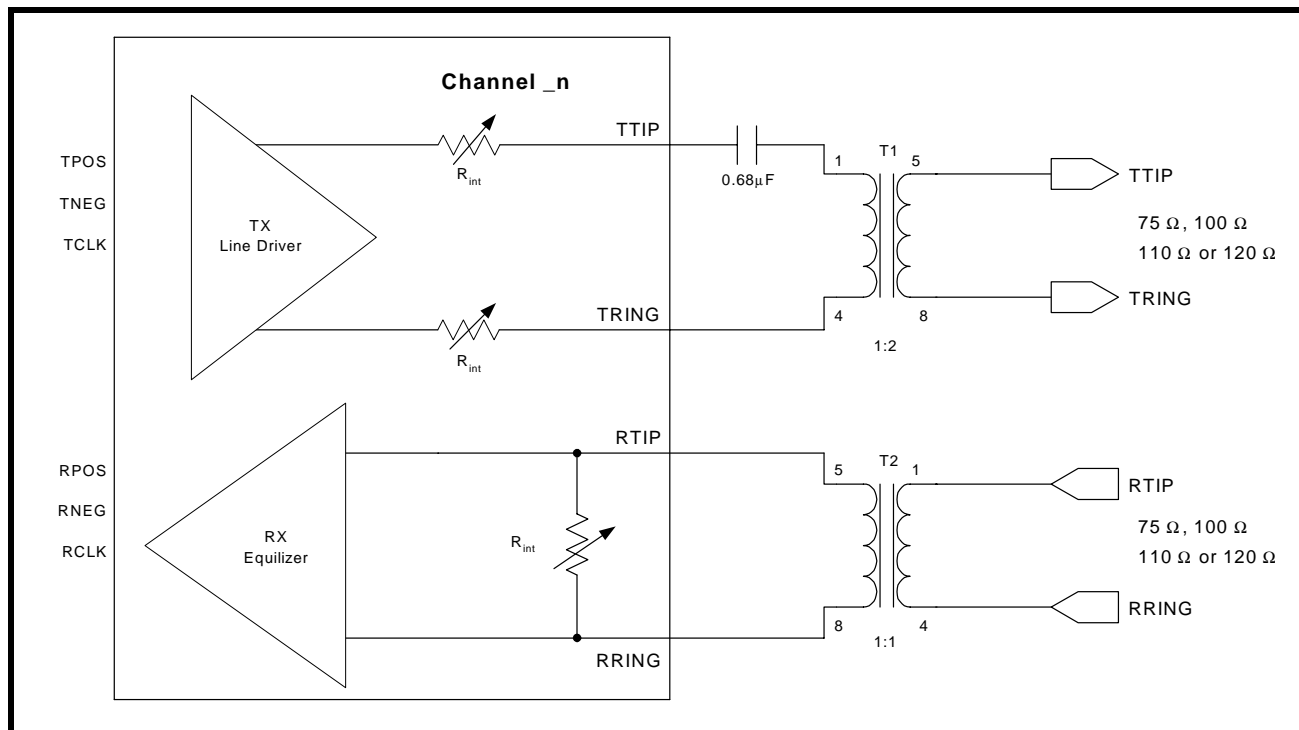 Channel _n
TPOS
TNEG
TCLK
TX
Line Driver
R int
TTIP
0.68μF
1
T1
5
TTIP
75 Ω, 100 Ω
110 Ω or 120 Ω
R int
TRING
4
8
1:2
TRING
RPOS
RNEG
RCLK
RX
Equilizer
R int
RTIP
5
T2
1
RTIP
75 Ω, 100 Ω
110 Ω or 120 Ω
RRING
8
4
1:1
RRING